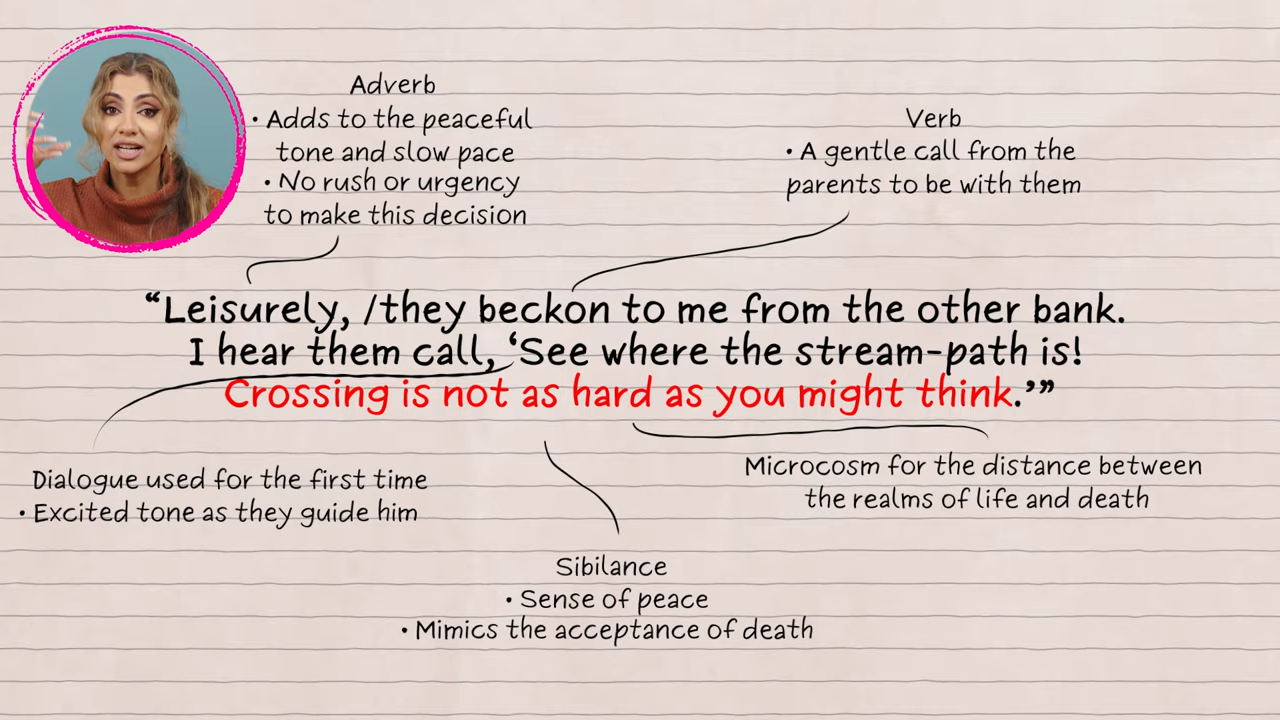 Adverb
• Adds to the peaceful
tone and slow pace
• No rush or urgency
to make this decision
Verb
• A gentle call from the
parents to be with them
“Leisurely, /they beckon to me from the other bank.
I hear them call, ‘See where the stream-path is!
Crossing is not as hard as you might think.’”
Dialogue used for the first time
• Excited tone as they guide him
Microcosm for the distance between
the realms of life and death
Sibilance
• Sense of peace
• Mimics the acceptance of death